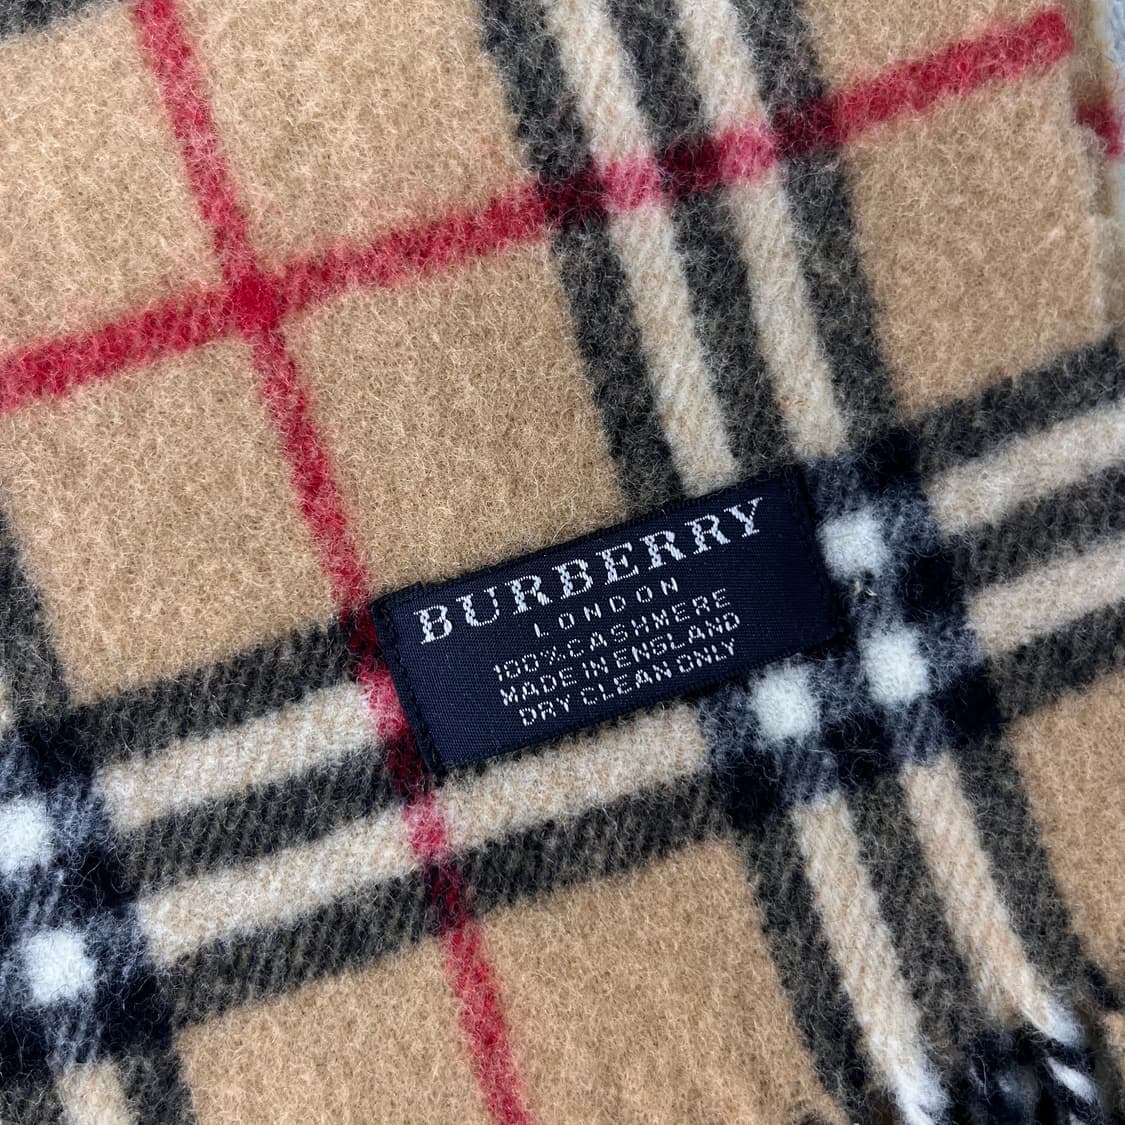 BURBERRY
LONDON
100% CASHMERE
MADE IN ENGLAND
DRY CLEAN ONLY